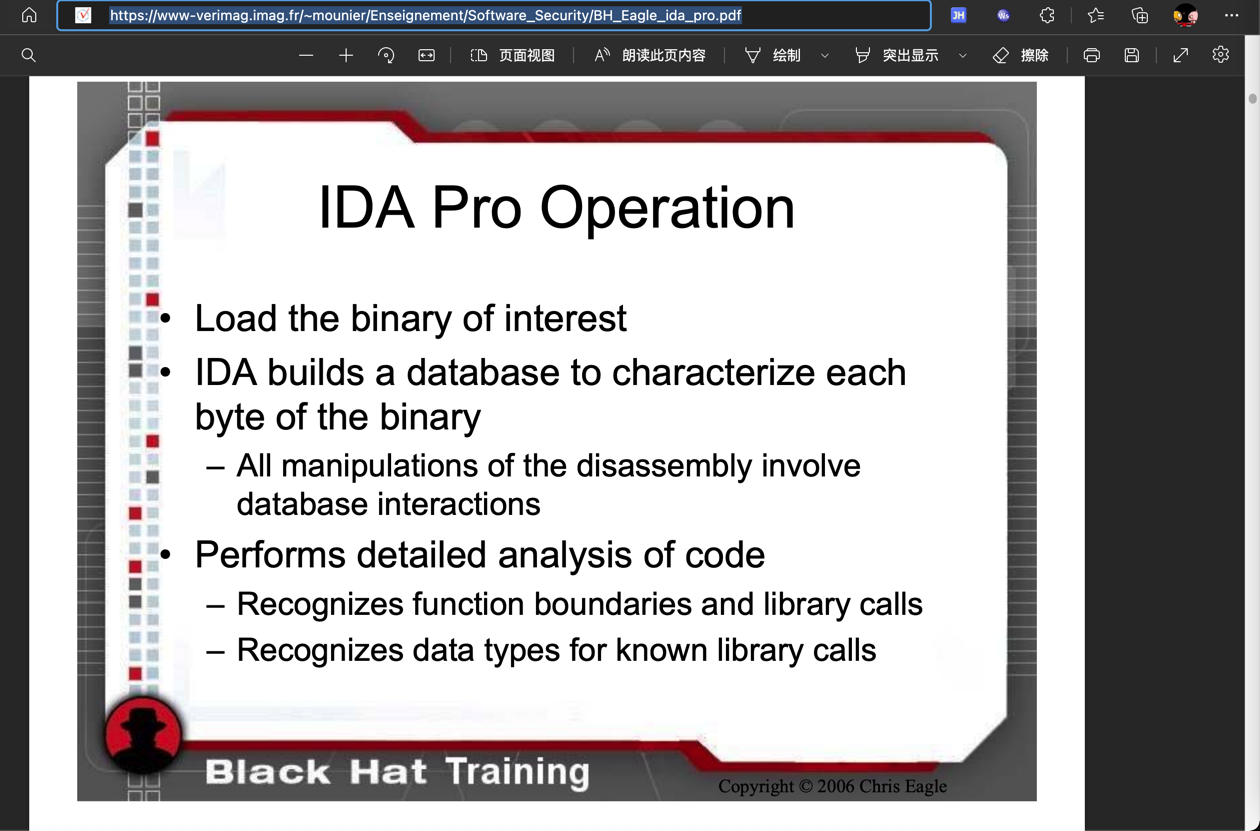 https://www-verimag.imag.fr/~mounier/Enseignement/Software_Security/BH_Eagle_ida_pro.pdf
JH
Ws
页面视图
A 朗读此页内容
绘制
突出显示
擦除
IDA Pro Operation
• Load the binary of interest
• IDA builds a database to characterize each
byte of the binary
– All manipulations of the disassembly involve
database interactions
• Performs detailed analysis of code
– Recognizes function boundaries and library calls
– Recognizes data types for known library calls
Black Hat Training
Copyright © 2006 Chris Eagle